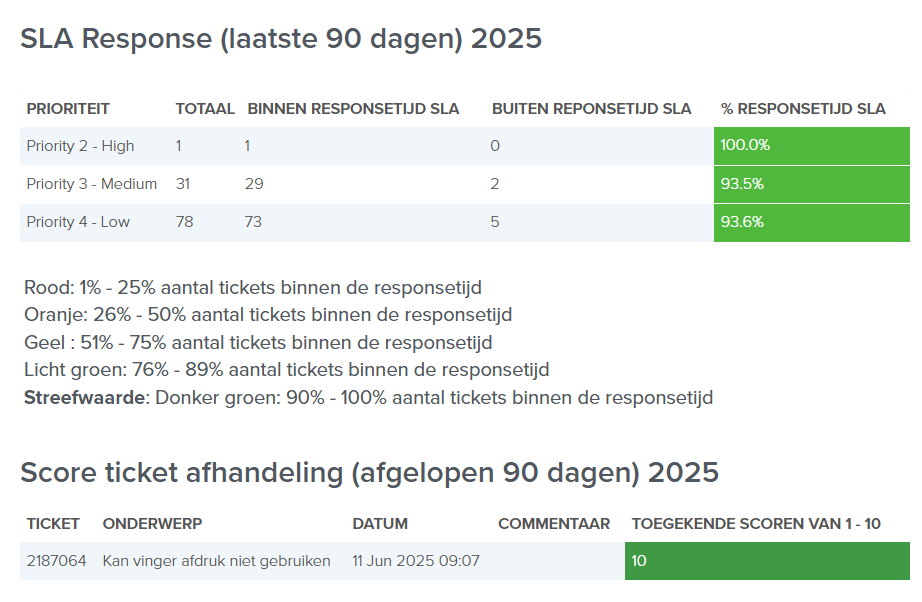 SLA Response (laatste 90 dagen) 2025
PRIORITEIT TOTAAL BINNEN RESPONSETIJD SLA BUITEN REPONSETIJD SLA % RESPONSETIJD SLA
Priority 2 - High 1 1 0 100.0%
Priority 3 - Medium 31 29 2 93.5%
Priority 4 - Low 78 73 5 93.6%
Rood: 1% - 25% aantal tickets binnen de responsetijd
Oranje: 26% - 50% aantal tickets binnen de responsetijd
Geel : 51% - 75% aantal tickets binnen de responsetijd
Licht groen: 76% - 89% aantal tickets binnen de responsetijd
Streefwaarde: Donker groen: 90% - 100% aantal tickets binnen de responsetijd
Score ticket afhandeling (afgelopen 90 dagen) 2025
TICKET ONDERWERP DATUM COMMENTAAR TOEGEKENDE SCOREN VAN 1 - 10
2187064 Kan vinger afdruk niet gebruiken 11 Jun 2025 09:07 10